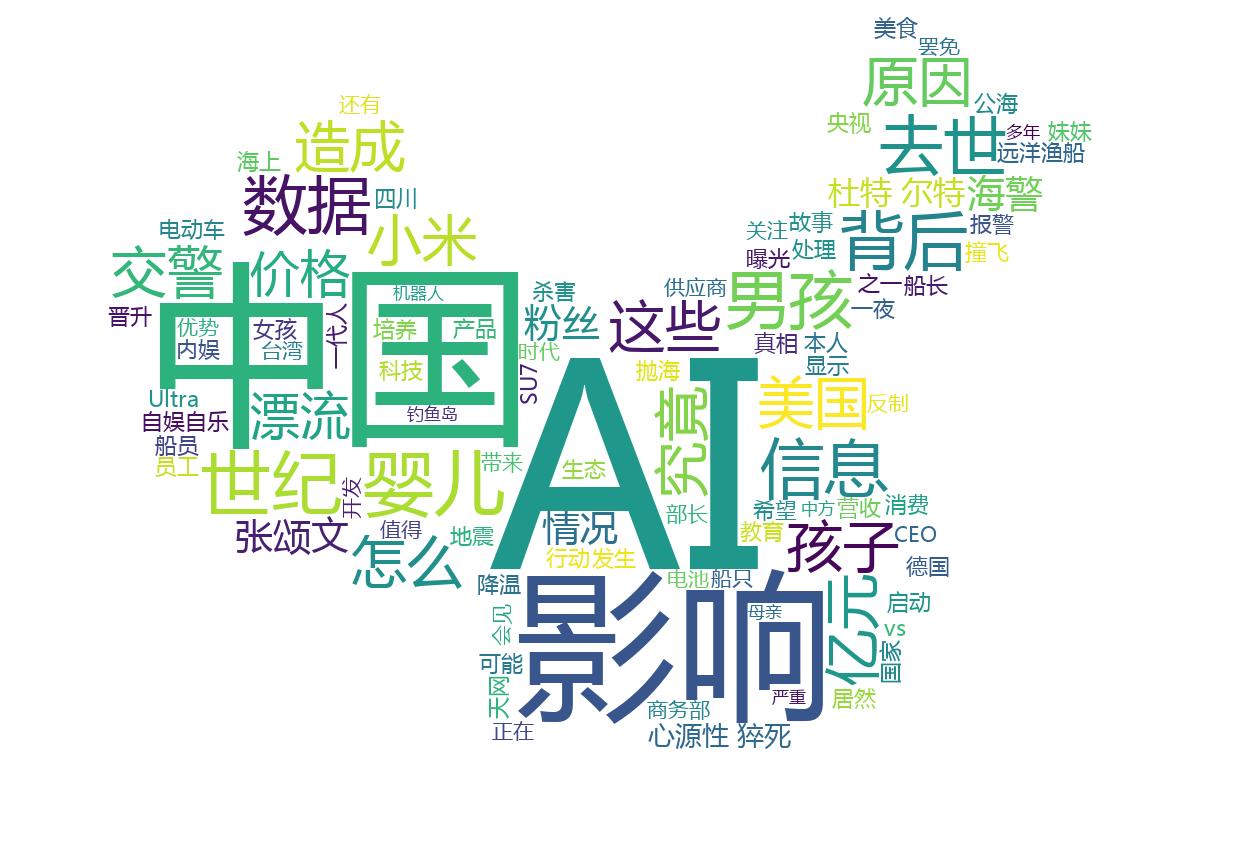 美食
罢免
原因
还有
公海
央视
造成
去世
多年
妹妹
海上
远洋渔船
数据
四川
杜特 尔特
海警
电动车
小米
关注
故事
背后
报警
交警
价格
曝光
处理
撞飞
中国
机器人
杀害
供应商
男孩
之一
船长
晋升
优势
女孩
一代人
培养
产品
粉丝
这些
一夜
内娱
台湾
时代
真相
本人
科技
SU7
AI
抛海
显示
Ultra
漂流
钓鱼岛
究竟
美国
反制
自娱自乐
船员
员工
世纪
婴儿
带来
生态
信息
开发
部长
希望
中方
营收
消费
张颂文
值得
地震
情况
教育
孩子
CEO
怎么
行动
发生
德国
降温
电池
船只
亿元
启动
会见
影响
母亲
vs
可能
国家
天网
严重
居然
正在
商务部
心源性
猝死